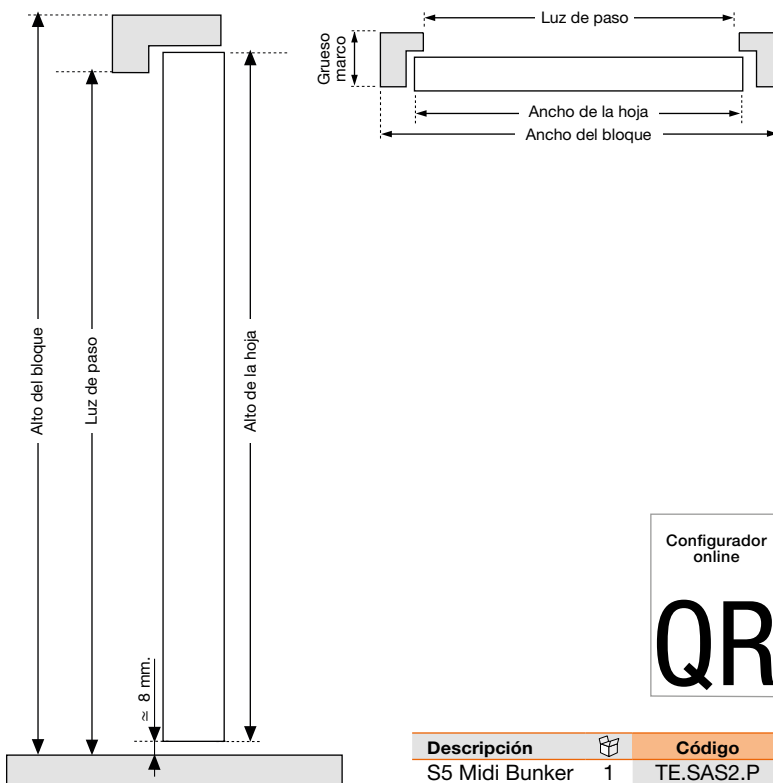 Luz de paso
Grueso
marco
Ancho de la hoja
Ancho del bloque
Alto del bloque
Luz de paso
Alto de la hoja
≃ 8 mm.
Configurador
online
QR
Descripción Código
S5 Midi Bunker 1 TE.SAS2.P